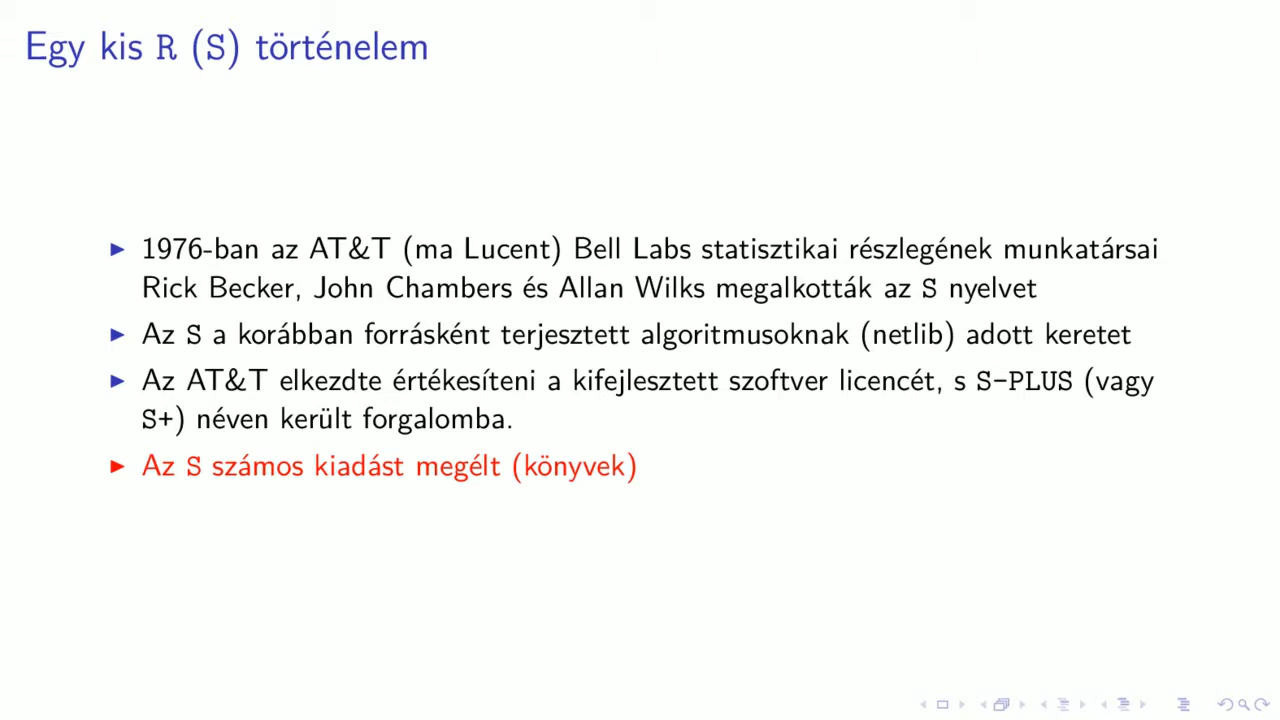 Egy kis R (S) történelem
1976-ban az AT&T (ma Lucent) Bell Labs statisztikai részlegének munkatársai
Rick Becker, John Chambers és Allan Wilks megalkották az S nyelvet
Az S a korábban forrásként terjesztett algoritmusoknak (netlib) adott keretet
Az AT&T elkezdte értékesíteni a kifejlesztett szoftver licencét, s S-PLUS (vagy
S+) néven került forgalomba.
Az S számos kiadást megélt (könyvek)